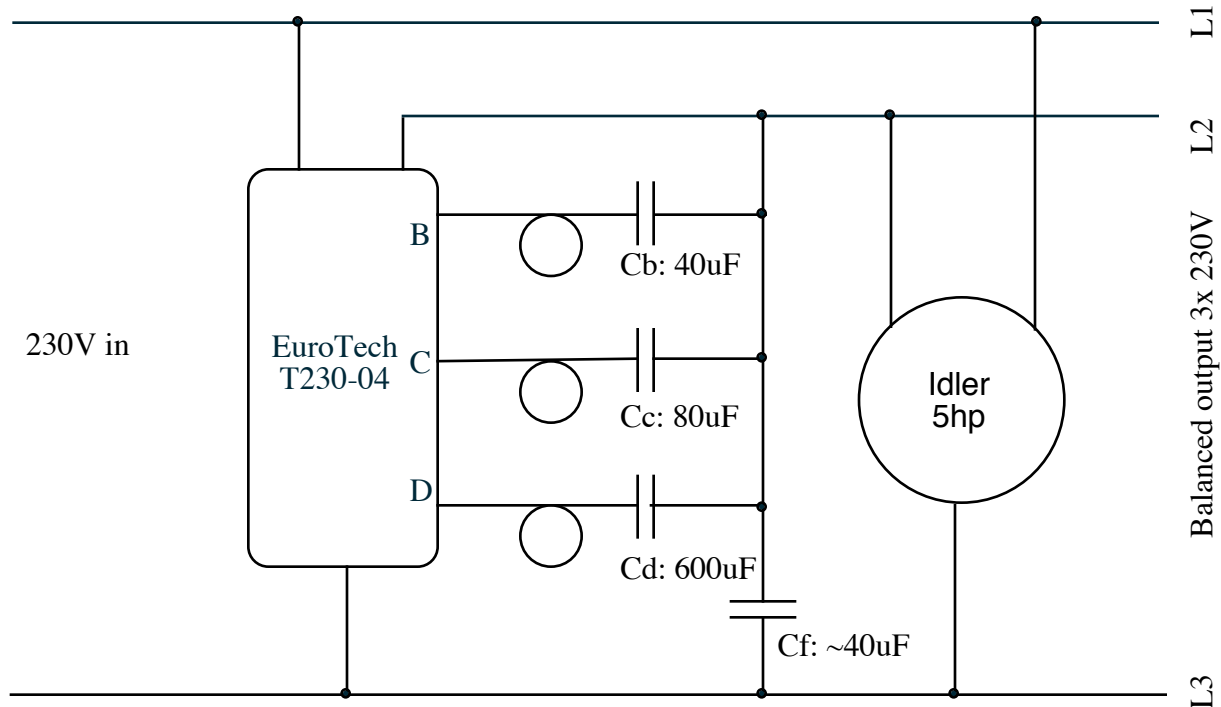 L1
L2
B
Cb: 40uF
230V in
EuroTech
T230-04
C
Cc: 80uF
Idler
5hp
Balanced output 3x 230V
D
Cd: 600uF
Cf: ~40uF
L3